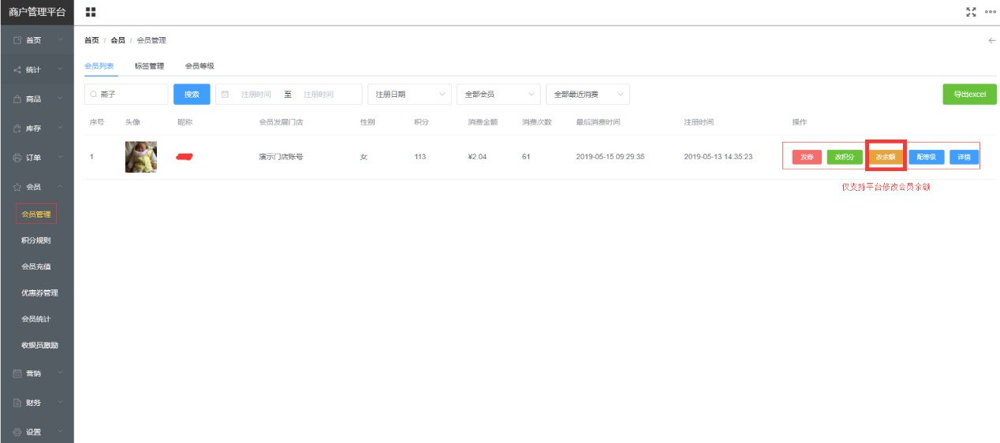 商户管理平台
首页
统计
商品
库存
订单
会员
会员管理
积分规则
会员充值
优惠券管理
会员统计
收银员激励
营销
财务
设置
首页 / 会员 / 会员管理
会员列表 标签管理 会员等级
燕子 搜索 注册时间 至 注册时间 注册日期 全部会员 全部最近消费 导出excel
序号 头像 昵称 会员发展门店 性别 积分 消费金额 消费次数 最后消费时间 注册时间 操作
1 演示门店账号 女 113 ¥2.04 61 2019-05-15 09:29:35 2019-05-13 14:35:23 发券 改积分 改余额 配等级 详情
仅支持平台修改会员余额